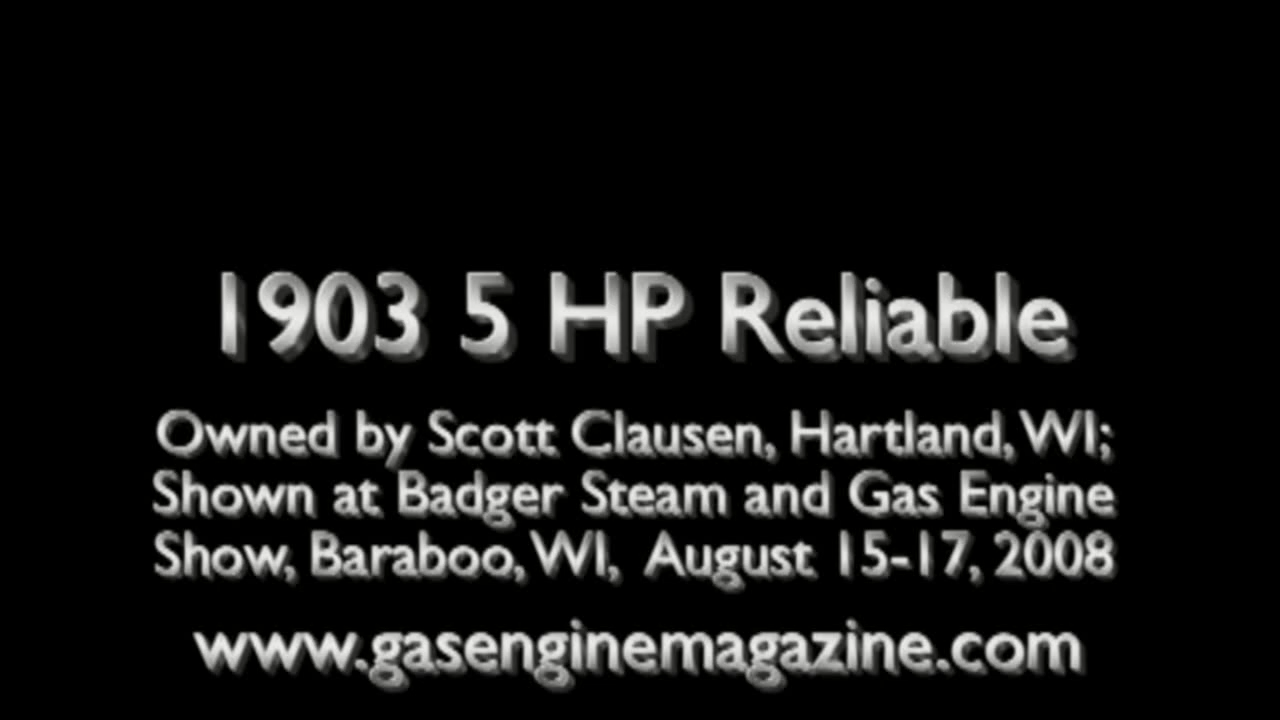 1903 5 HP Reliable
Owned by Scott Clausen, Hartland, WI;
Shown at Badger Steam and Gas Engine
Show, Baraboo, WI, August 15-17, 2008
www.gasenginemagazine.com